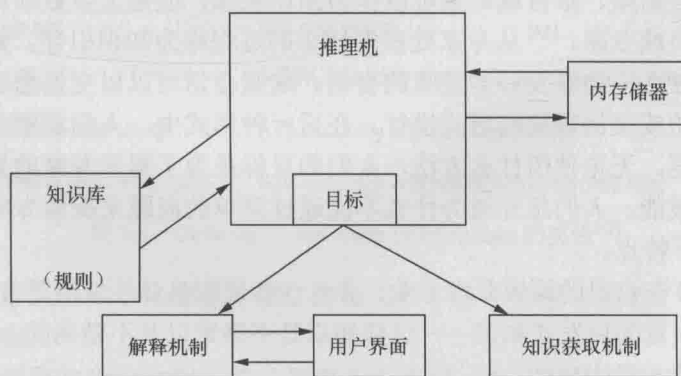 推理机
内存储器
知识库
目标
（规则）
解释机制
用户界面
知识获取机制